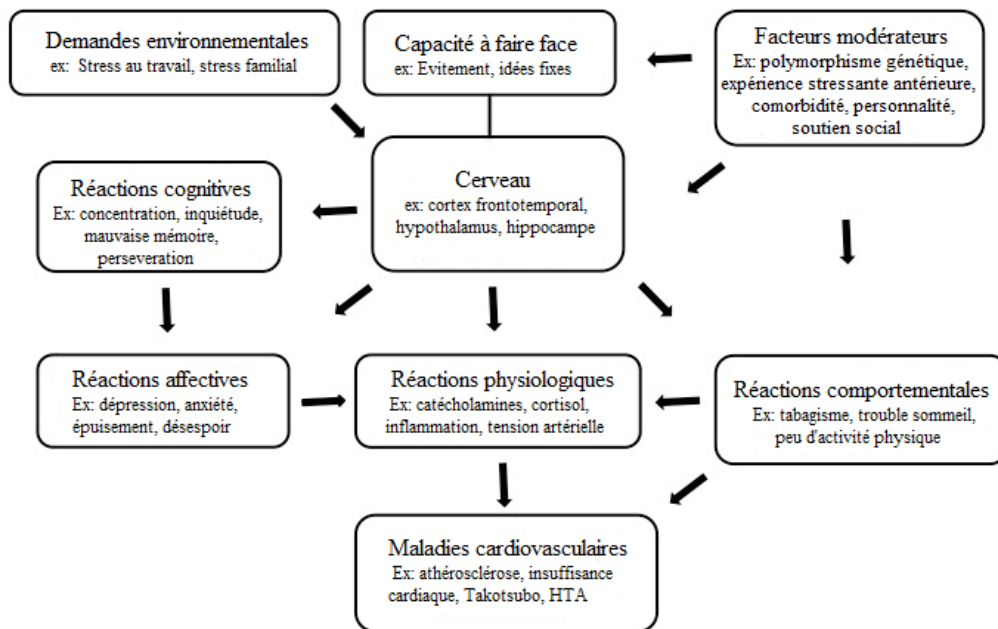 Demandes environnementales
ex: Stress au travail, stress familial
Capacité à faire face
ex: Evitement, idées fixes
Facteurs modérateurs
Ex: polymorphisme génétique,
expérience stressante antérieure,
comorbidité, personnalité,
soutien social
Réactions cognitives
Ex: concentration, inquiétude,
mauvaise mémoire,
perseveration
Cerveau
ex: cortex frontotemporal,
hypothalamus, hippocampe
Réactions affectives
Ex: dépression, anxiété,
épuisement, désespoir
Réactions physiologiques
Ex: catécholamines, cortisol,
inflammation, tension artérielle
Réactions comportementales
Ex: tabagisme, trouble sommeil,
peu d'activité physique
Maladies cardiovasculaires
Ex: athérosclérose, insuffisance
cardiaque, Takotsubo, HTA